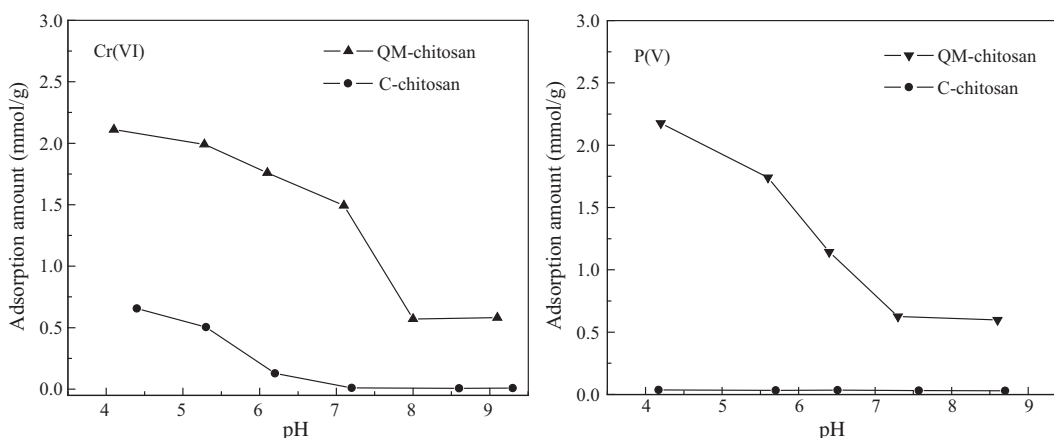 Cr(VI)
QM-chitosan
C-chitosan
Adsorption amount (mmol/g)
3.0
2.5
2.0
1.5
1.0
0.5
0.0
4 5 6 7 8 9
pH
P(V)
QM-chitosan
C-chitosan
Adsorption amount (mmol/g)
3.0
2.5
2.0
1.5
1.0
0.5
0.0
4 5 6 7 8 9
pH